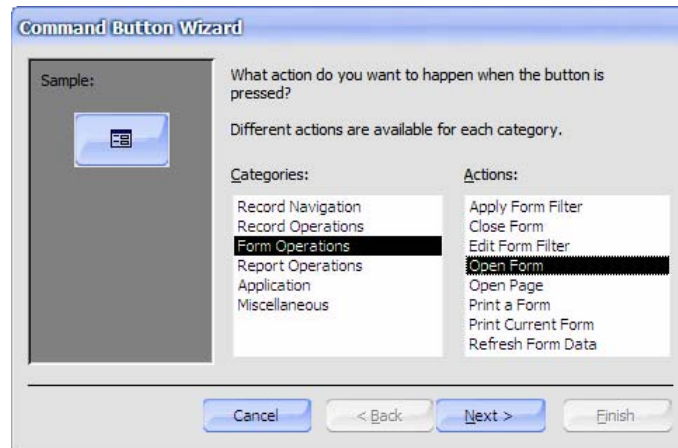 Command Button Wizard
Sample:
What action do you want to happen when the button is
pressed?
Different actions are available for each category.
Categories:
Record Navigation
Record Operations
Form Operations
Report Operations
Application
Miscellaneous
Actions:
Apply Form Filter
Close Form
Edit Form Filter
Open Form
Open Page
Print a Form
Print Current Form
Refresh Form Data
Cancel
< Back
Next >
Finish